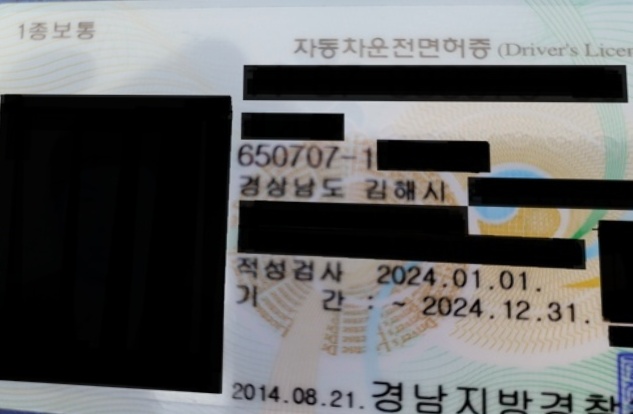 1종보통
자동차운전면허증 (Driver's Licen
650707-1
경상남도 김해시
적성검사 2024.01.01.
기 간 : ~ 2024.12.31.
2014.08.21. 경남지방경찰